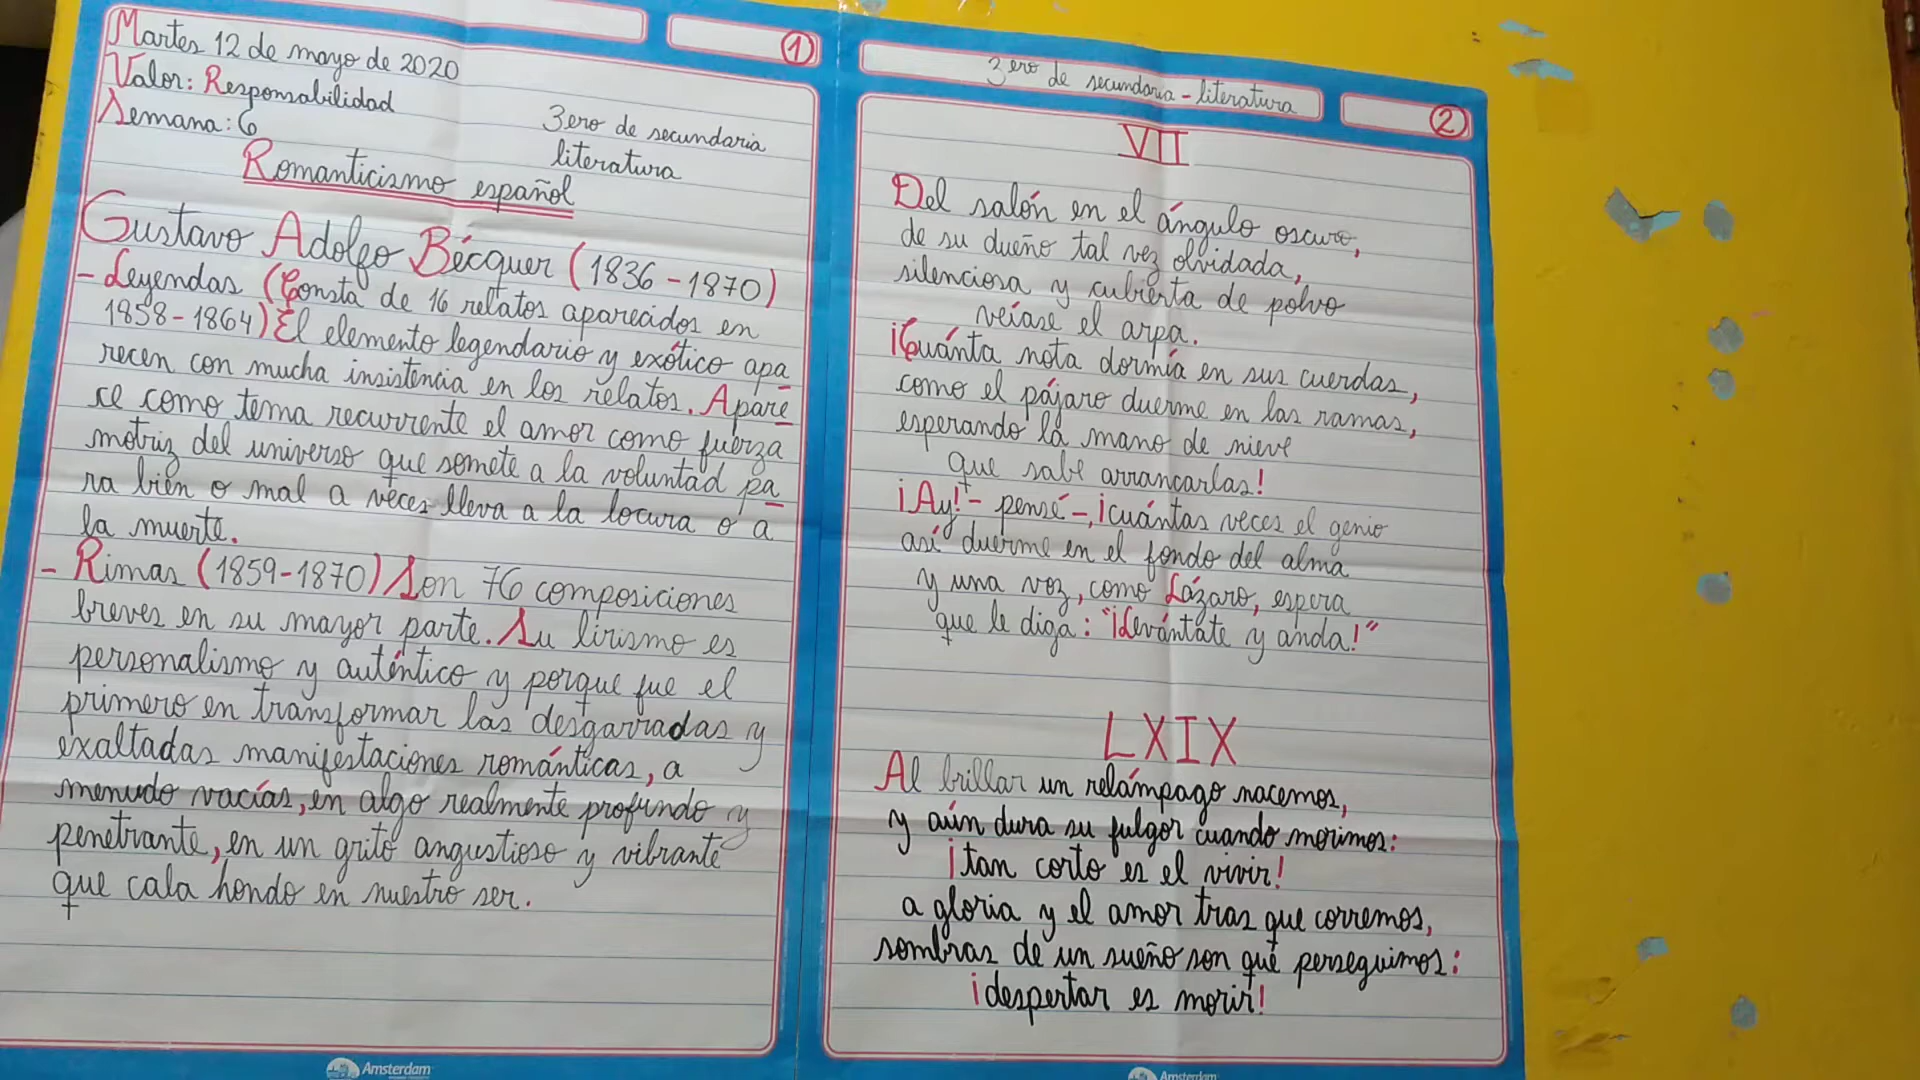 Martes 12 de mayo de 2020
Valor: Responsabilidad
Semana: 6
3ero de secundaria
literatura
Romanticismo español
Gustavo Adolfo Bécquer (1836-1870)
- Leyendas (Consta de 16 relatos aparecidos en
1858-1864) El elemento legendario y exótico apa
recen con mucha insistencia en los relatos. Apare
ce como tema recurrente el amor como fuerza
motriz del universo que somete a la voluntad pa
ra bien o mal a veces lleva a la locura o a
la muerte.
- Rimas (1859-1870) Son 76 composiciones
breves en su mayor parte. Su lirismo es
personalismo y auténtico y porque fue el
primero en transformar las desgarradas y
exaltadas manifestaciones románticas, a
menudo vacías, en algo realmente profundo y
penetrante, en un grito angustioso y vibrante
que cala hondo en nuestro ser.
1
Amsterdam
3ero de secundaria - literatura
2
VII
Del salón en el ángulo oscuro,
de su dueño tal vez olvidada,
silenciosa y cubierta de polvo
veíase el arpa.
¡Cuánta nota dormía en sus cuerdas,
como el pájaro duerme en las ramas,
esperando la mano de nieve
que sabe arrancarlas!
¡Ay! - pensé -, ¡cuántas veces el genio
así duerme en el fondo del alma
y una voz, como Lázaro, espera
que le diga: "¡Levántate y anda!"
LXIX
Al brillar un relámpago nacemos,
y aún dura su fulgor cuando morimos:
¡tan corto es el vivir!
a gloria y el amor tras que corremos,
sombras de un sueño son que perseguimos:
¡despertar es morir!
Amsterdam